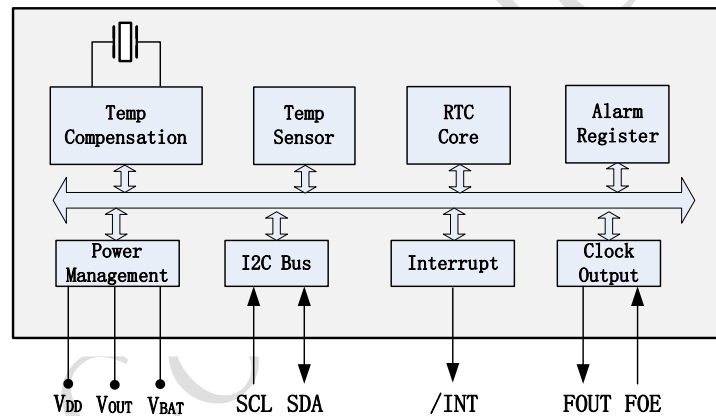 Temp
Compensation
Temp
Sensor
RTC
Core
Alarm
Register
Power
Management
I2C Bus
Interrupt
Clock
Output
VDD VOUT VBAT SCL SDA /INT FOUT FOE